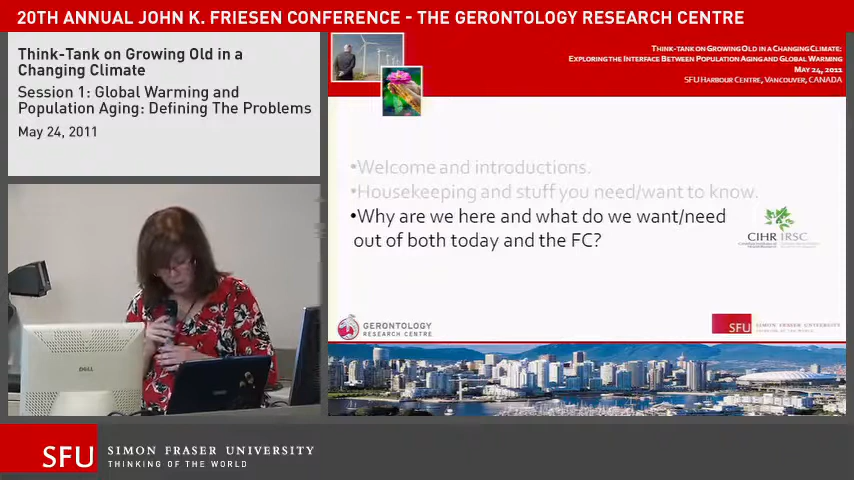 20TH ANNUAL JOHN K. FRIESEN CONFERENCE - THE GERONTOLOGY RESEARCH CENTRE
Think-Tank on Growing Old in a
Changing Climate
Session 1: Global Warming and
Population Aging: Defining The Problems
May 24, 2011
THINK-TANK ON GROWING OLD IN A CHANGING CLIMATE:
EXPLORING THE INTERFACE BETWEEN POPULATION AGING AND GLOBAL WARMING
MAY 24, 2011
SFU HARBOUR CENTRE, VANCOUVER, CANADA
•Welcome and introductions.
•Housekeeping and stuff you need/want to know.
•Why are we here and what do we want/need
out of both today and the FC?
CIHR IRSC
GERONTOLOGY
RESEARCH CENTRE
SFU SIMON FRASER UNIVERSITY
THINKING OF THE WORLD
DELL
SFU SIMON FRASER UNIVERSITY
THINKING OF THE WORLD